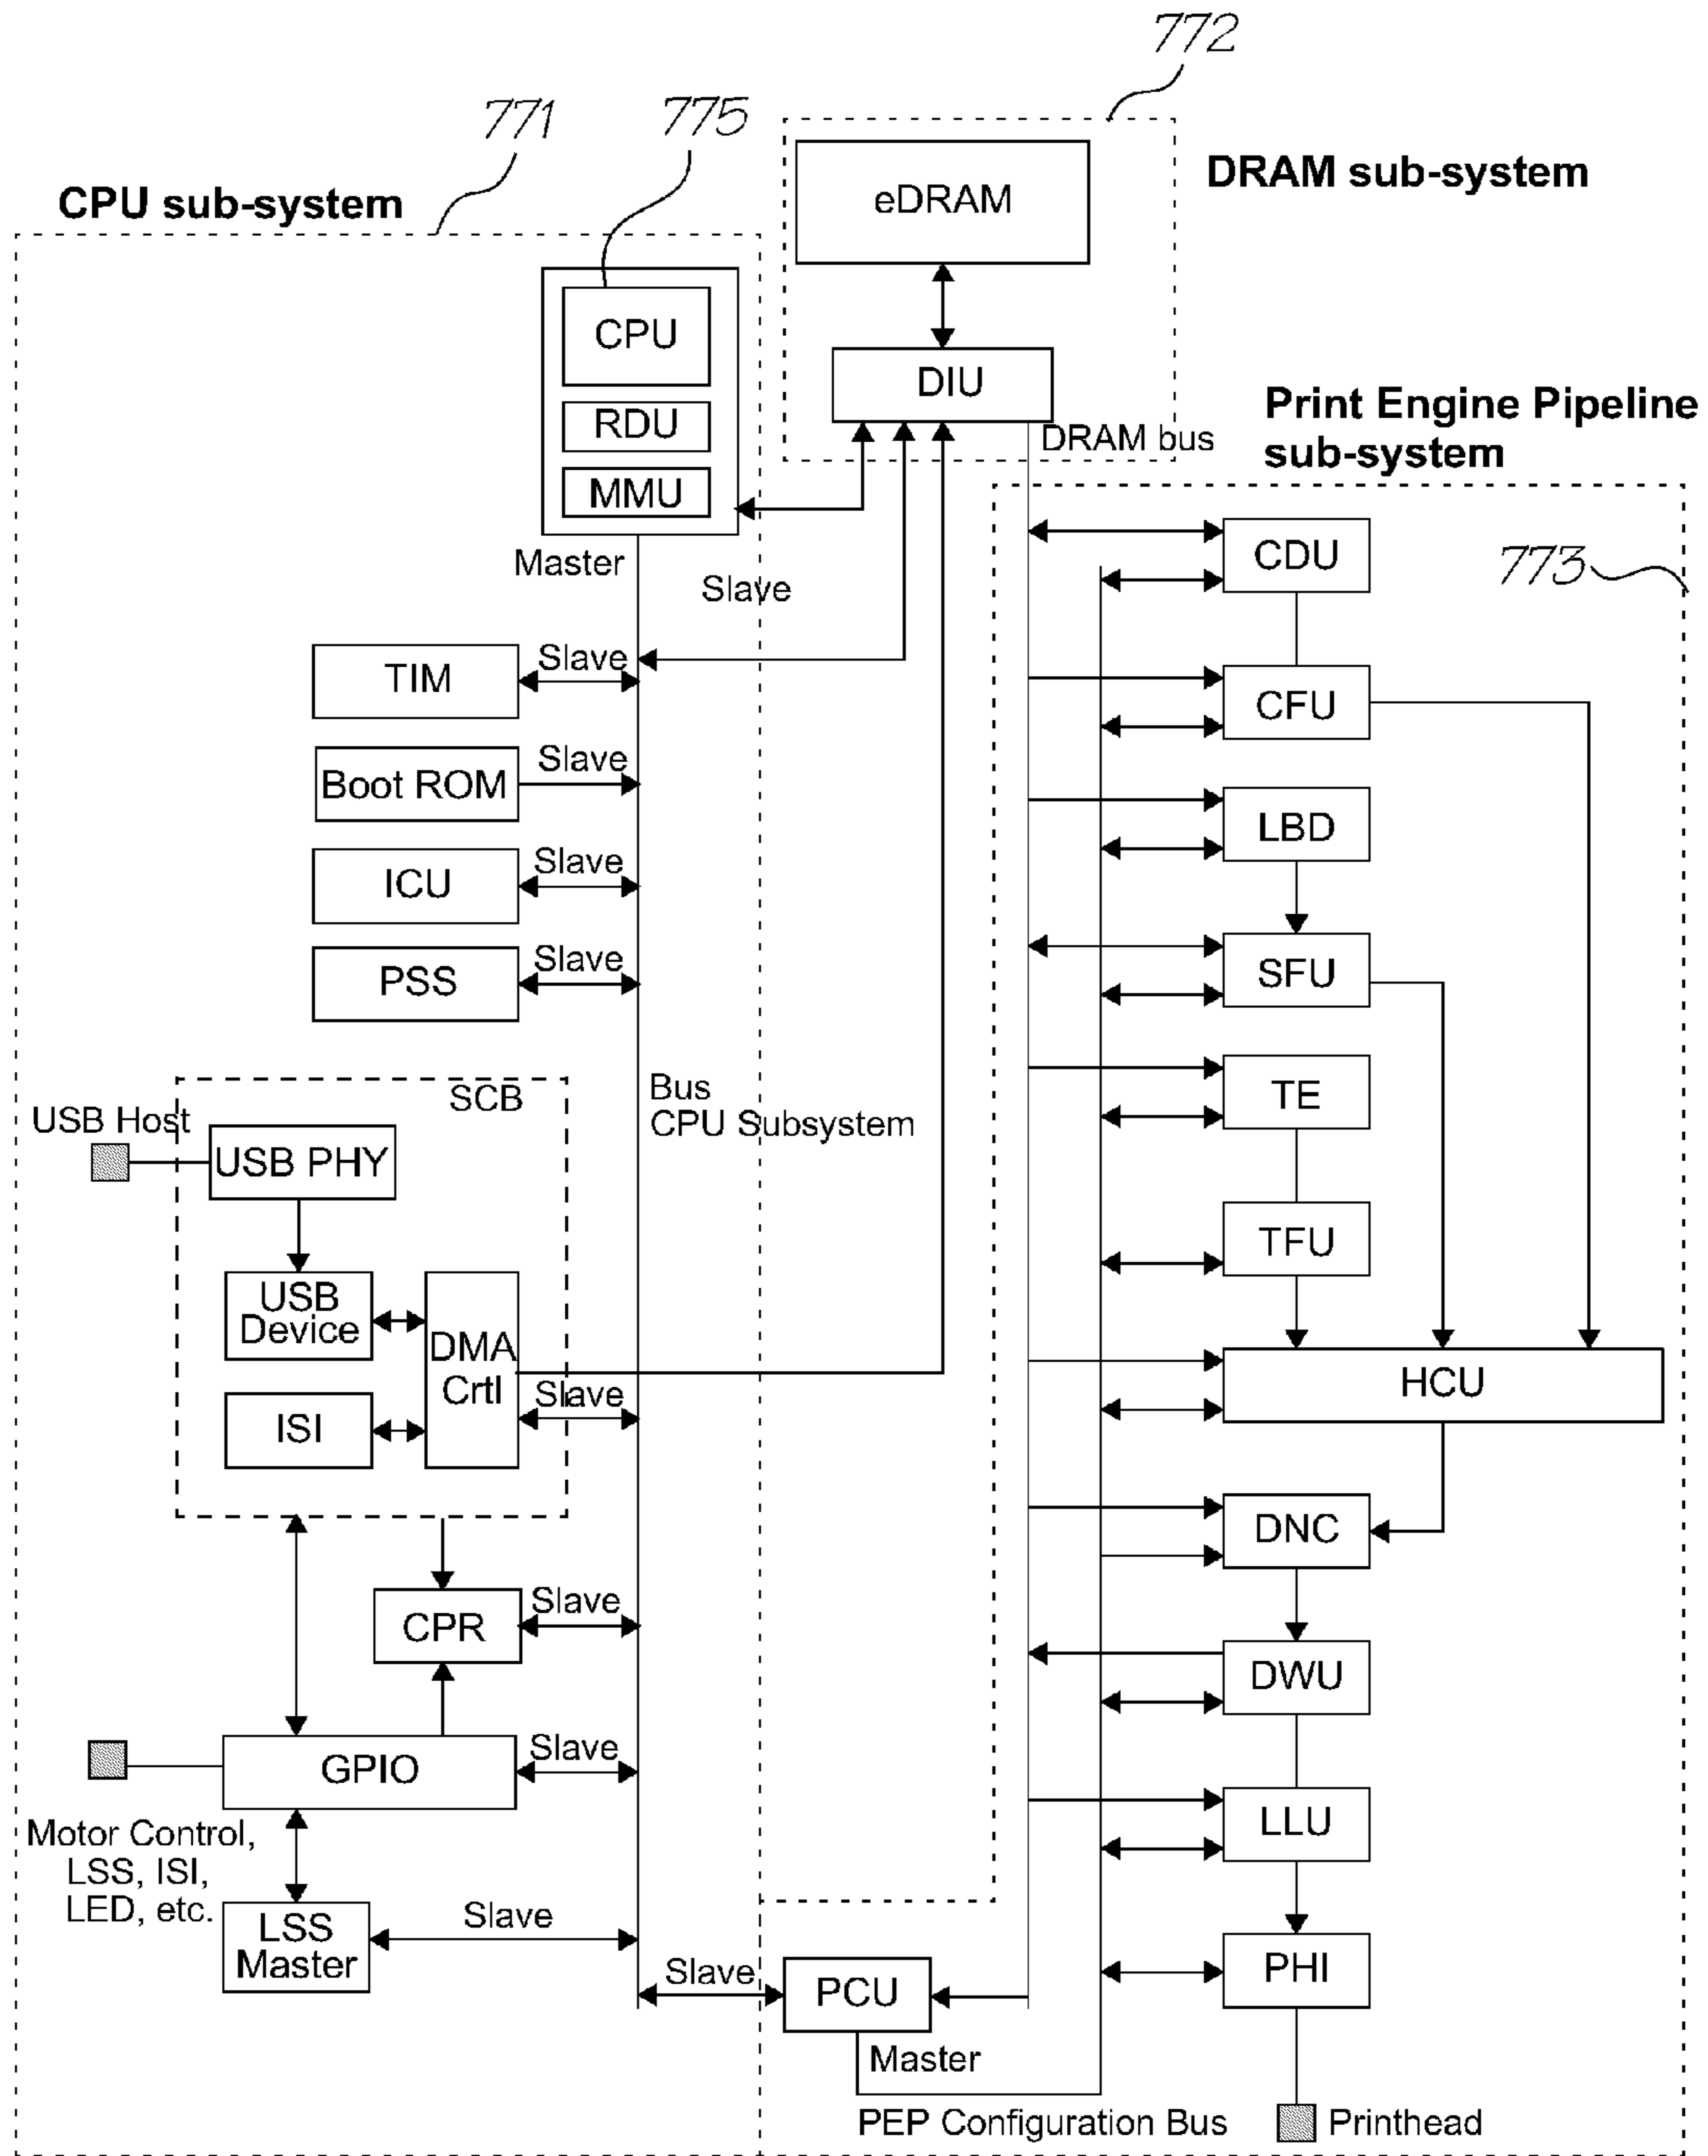 772
771
775
DRAM sub-system
CPU sub-system
eDRAM
CPU
DIU
RDU
Print Engine Pipeline
sub-system
DRAM bus
MMU
Master
Slave
CDU
773
TIM
Slave
CFU
Boot ROM
Slave
LBD
ICU
Slave
PSS
Slave
SFU
SCB
Bus
CPU Subsystem
TE
USB Host
USB PHY
TFU
USB
Device
DMA
Crtl
Slave
ISI
HCU
DNC
CPR
Slave
DWU
GPIO
Slave
LLU
Motor Control,
LSS, ISI,
LED, etc.
LSS
Master
Slave
Slave
PCU
PHI
Master
PEP Configuration Bus
Printhead